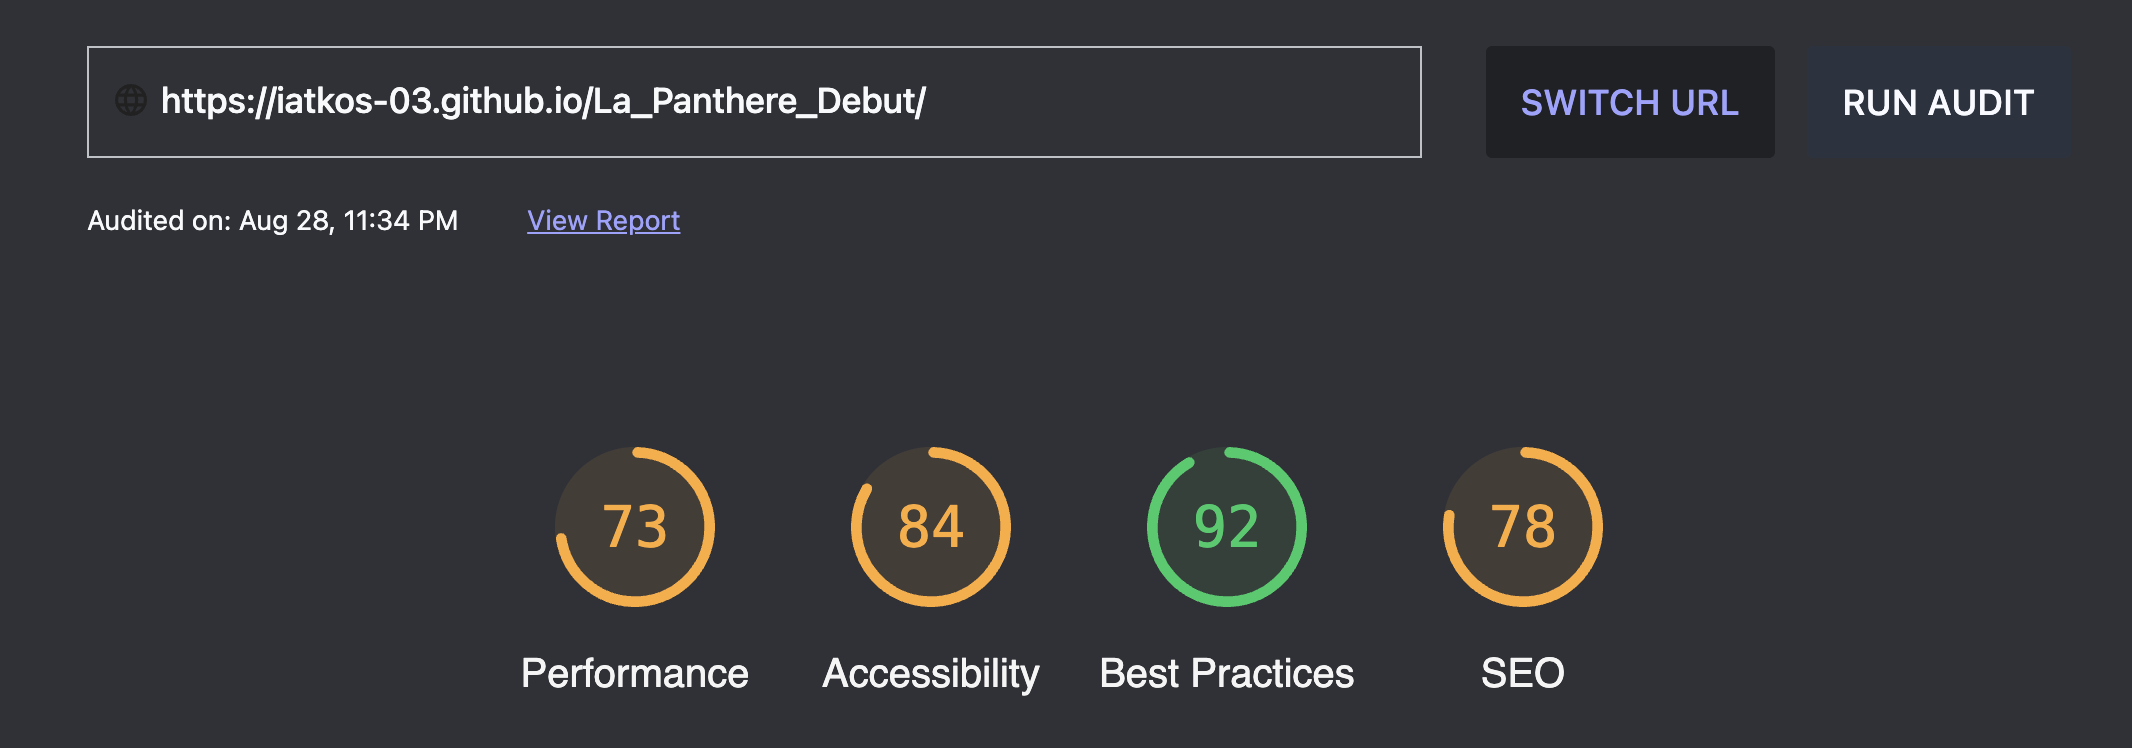 https://iatkos-03.github.io/La_Panthere_Debut/
SWITCH URL
RUN AUDIT
Audited on: Aug 28, 11:34 PM
View Report
73
84
92
78
Performance
Accessibility
Best Practices
SEO